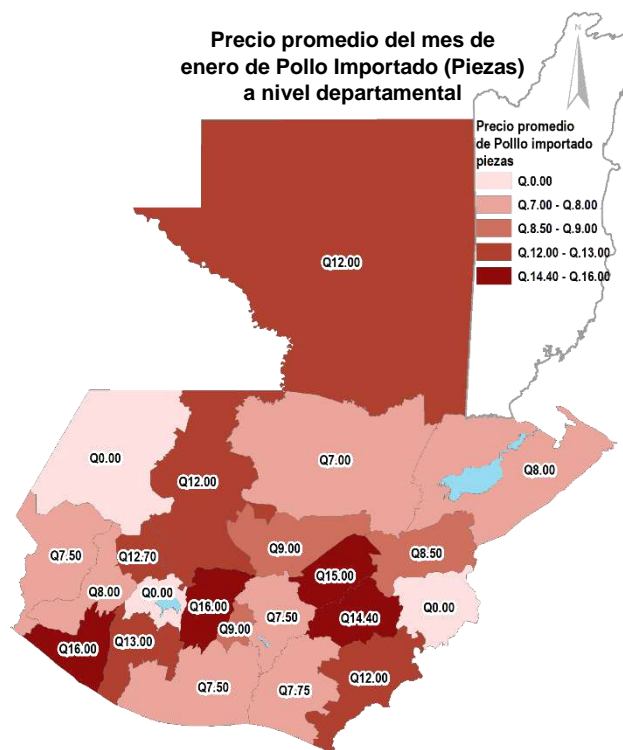 Precio promedio del mes de
enero de Pollo Importado (Piezas)
a nivel departamental
N
Precio promedio
de Polllo importado
piezas
Q.0.00
Q.7.00 - Q.8.00
Q.8.50 - Q.9.00
Q.12.00 - Q.13.00
Q.14.40 - Q.16.00
Q12.00
Q0.00
Q12.00
Q7.00
Q8.00
Q7.50
Q12.70
Q9.00
Q8.50
Q15.00
Q8.00
Q0.00
Q16.00
Q7.50
Q14.40
Q0.00
Q9.00
Q16.00
Q13.00
Q12.00
Q7.50
Q7.75